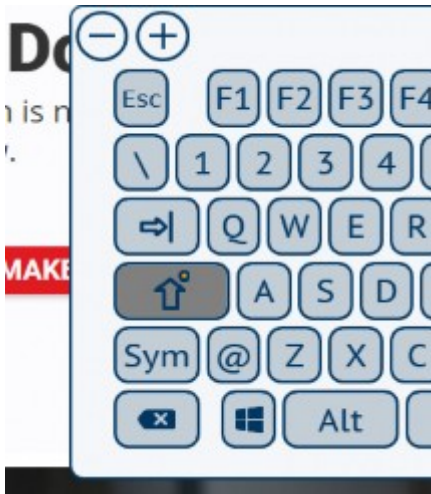 Do
Esc F1 F2 F3 F4
n is n
\ 1 2 3 4
.
Q W E R
MAKE
A S D
Sym @ Z X C
Alt